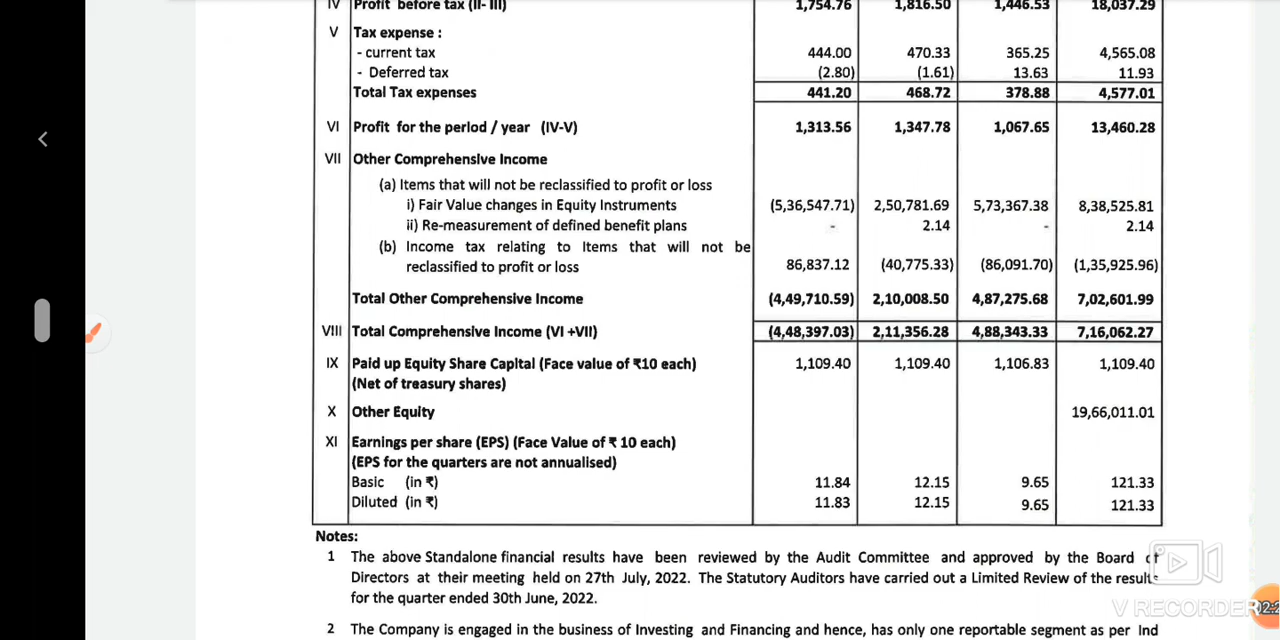 IV Profit before tax (II- III) 1,754.76 1,816.50 1,446.53 18,037.29
V Tax expense :
- current tax 444.00 470.33 365.25 4,565.08
- Deferred tax (2.80) (1.61) 13.63 11.93
Total Tax expenses 441.20 468.72 378.88 4,577.01
VI Profit for the period / year (IV-V) 1,313.56 1,347.78 1,067.65 13,460.28
VII Other Comprehensive Income
(a) Items that will not be reclassified to profit or loss
i) Fair Value changes in Equity Instruments (5,36,547.71) 2,50,781.69 5,73,367.38 8,38,525.81
ii) Re-measurement of defined benefit plans - 2.14 - 2.14
(b) Income tax relating to Items that will not be
reclassified to profit or loss 86,837.12 (40,775.33) (86,091.70) (1,35,925.96)
Total Other Comprehensive Income (4,49,710.59) 2,10,008.50 4,87,275.68 7,02,601.99
VIII Total Comprehensive Income (VI +VII) (4,48,397.03) 2,11,356.28 4,88,343.33 7,16,062.27
IX Paid up Equity Share Capital (Face value of ₹10 each) 1,109.40 1,109.40 1,106.83 1,109.40
(Net of treasury shares)
X Other Equity 19,66,011.01
XI Earnings per share (EPS) (Face Value of ₹ 10 each)
(EPS for the quarters are not annualised)
Basic (in ₹) 11.84 12.15 9.65 121.33
Diluted (in ₹) 11.83 12.15 9.65 121.33
Notes:
1 The above Standalone financial results have been reviewed by the Audit Committee and approved by the Board of
Directors at their meeting held on 27th July, 2022. The Statutory Auditors have carried out a Limited Review of the results
for the quarter ended 30th June, 2022.
V RECORDER
2 The Company is engaged in the business of Investing and Financing and hence, has only one reportable segment as per Ind